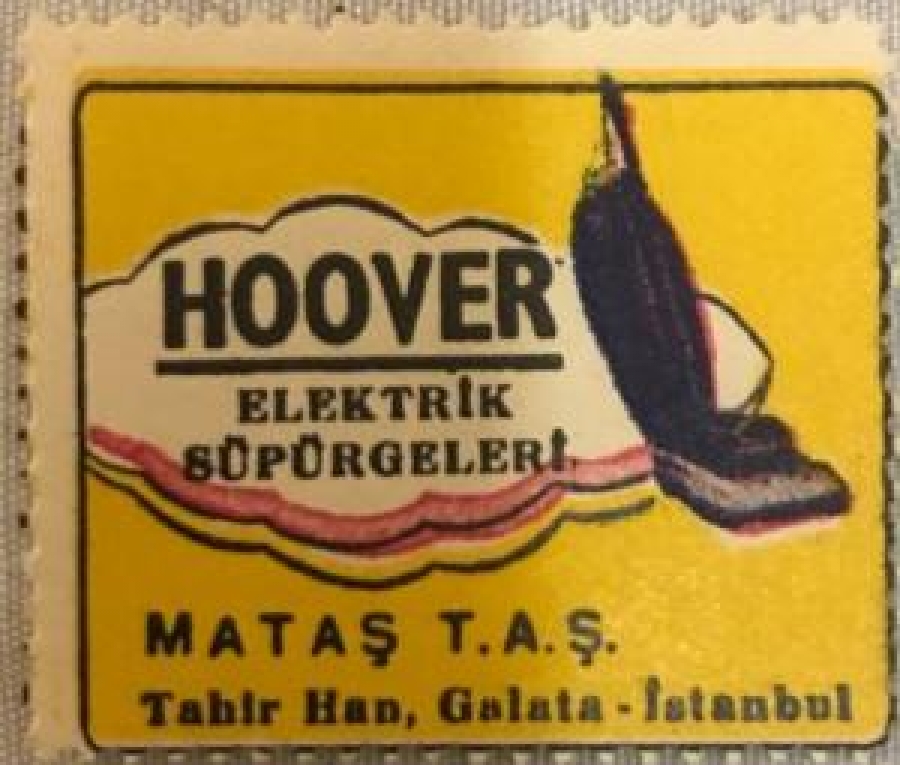 HOOVER
ELEKTRİK
SÜPÜRGELERİ
MATAŞ T.A.Ş.
Tahir Han, Galata - İstanbul